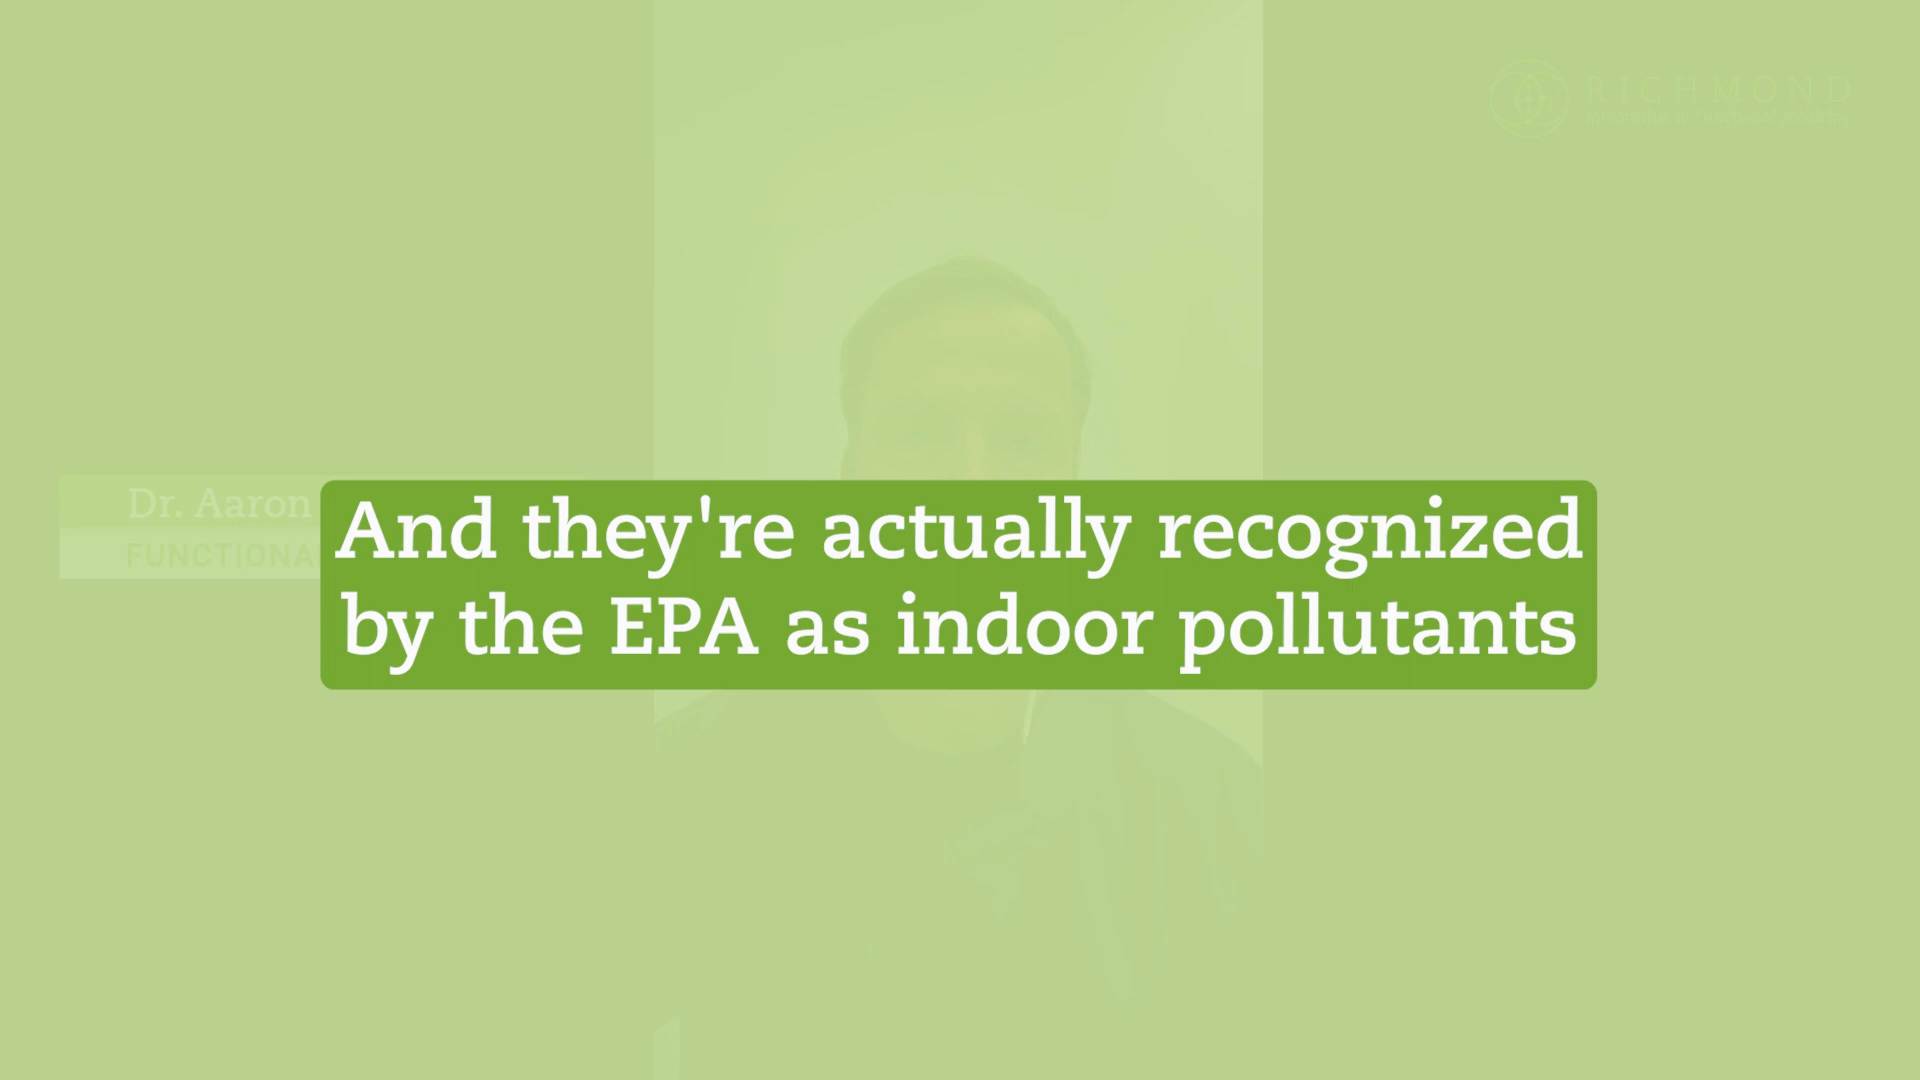 RICHMOND
Dr. Aaron
FUNCTIONA
And they're actually recognized
by the EPA as indoor pollutants